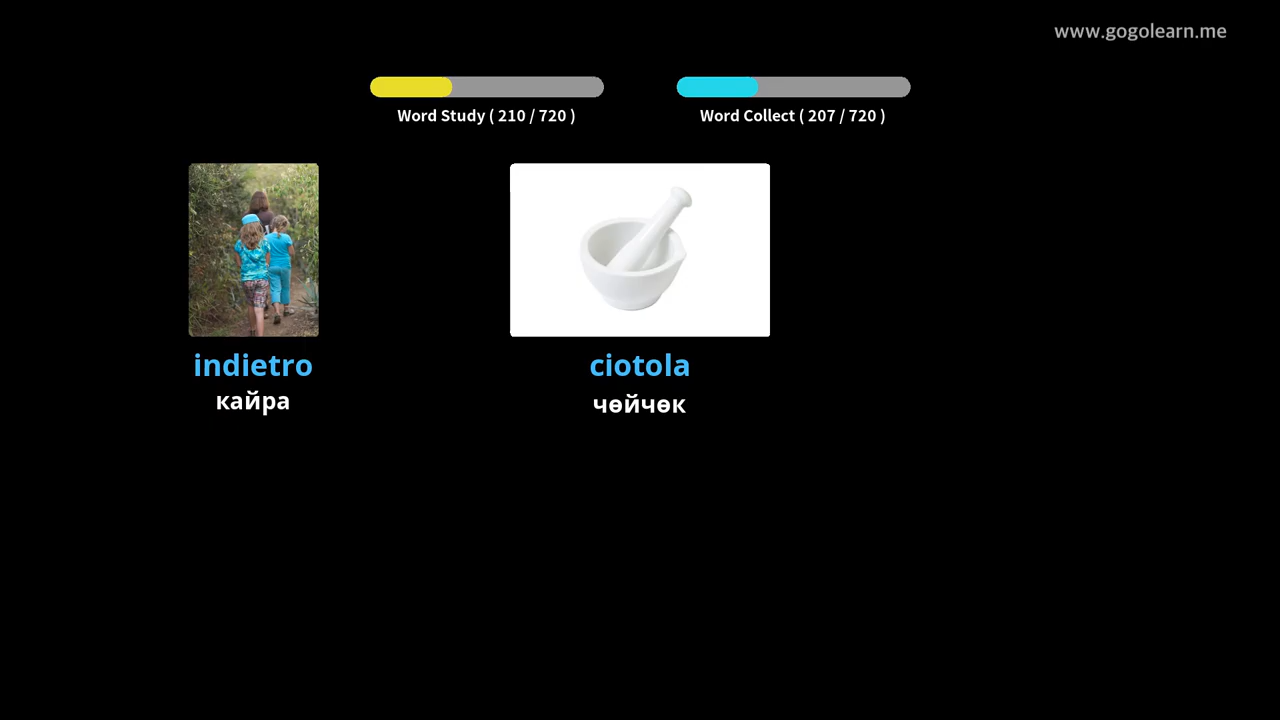 www.gogolearn.me
Word Study ( 210 / 720 )
Word Collect ( 207 / 720 )
indietro
кайра
ciotola
чөйчөк